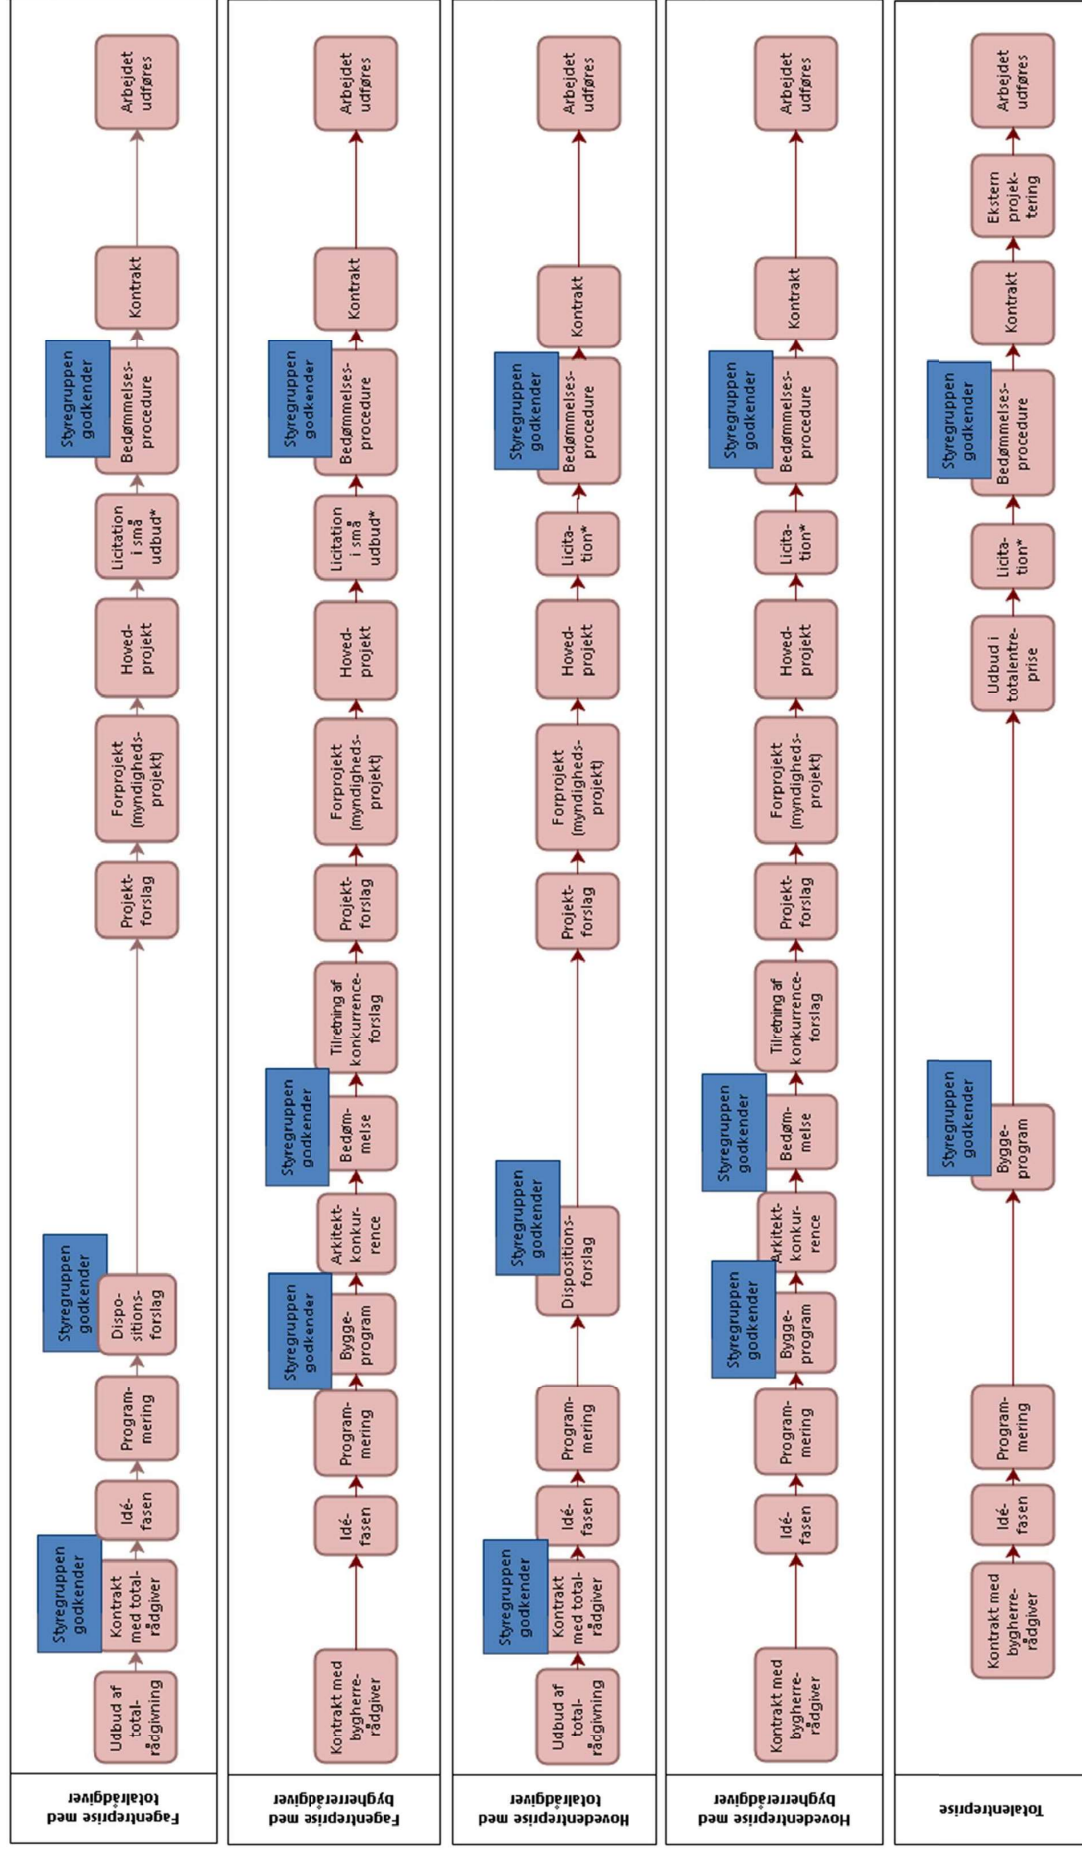 Fagentreprise med
totalrådgiver
Udbud af
total-
rådgivning
Styregruppen
godkender
Kontrakt
med total-
rådgiver
Idé-
fasen
Program-
mering
Styregruppen
godkender
Dispo-
sitions-
forslag
Projekt-
forslag
Forprojekt
(myndigheds-
projekt)
Hoved-
projekt
Licitation
i små
udbud*
Styregruppen
godkender
Bedømmelses-
procedure
Kontrakt
Arbejdet
udføres
Fagentreprise med
bygherrerådgiver
Kontrakt med
bygherre-
rådgiver
Idé-
fasen
Program-
mering
Styregruppen
godkender
Bygge-
program
Arkitekt-
konkur-
rence
Styregruppen
godkender
Bedøm-
melse
Tilretning af
konkurrence-
forslag
Projekt-
forslag
Forprojekt
(myndigheds-
projekt)
Hoved-
projekt
Licitation
i små
udbud*
Styregruppen
godkender
Bedømmelses-
procedure
Kontrakt
Arbejdet
udføres
Hovedentreprise med
totalrådgiver
Udbud af
total-
rådgivning
Styregruppen
godkender
Kontrakt
med total-
rådgiver
Idé-
fasen
Program-
mering
Styregruppen
godkender
Dispositions-
forslag
Projekt-
forslag
Forprojekt
(myndigheds-
projekt)
Hoved-
projekt
Licita-
tion*
Styregruppen
godkender
Bedømmelses-
procedure
Kontrakt
Arbejdet
udføres
Hovedentreprise med
bygherrerådgiver
Kontrakt med
bygherre-
rådgiver
Idé-
fasen
Program-
mering
Styregruppen
godkender
Bygge-
program
Arkitekt-
konkur-
rence
Styregruppen
godkender
Bedøm-
melse
Tilretning af
konkurrence-
forslag
Projekt-
forslag
Forprojekt
(myndigheds-
projekt)
Hoved-
projekt
Licita-
tion*
Styregruppen
godkender
Bedømmelses-
procedure
Kontrakt
Arbejdet
udføres
Totalentreprise
Kontrakt med
bygherre-
rådgiver
Idé-
fasen
Program-
mering
Styregruppen
godkender
Bygge-
program
Udbud i
totalentre-
prise
Licita-
tion*
Styregruppen
godkender
Bedømmelses-
procedure
Kontrakt
Ekstern
projek-
tering
Arbejdet
udføres